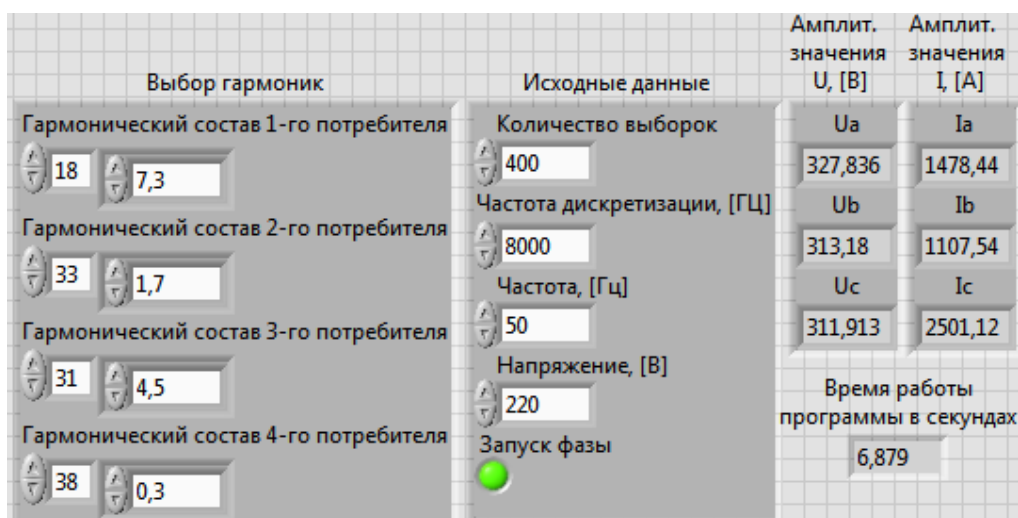 Выбор гармоник
Гармонический состав 1-го потребителя
18 7,3
Гармонический состав 2-го потребителя
33 1,7
Гармонический состав 3-го потребителя
31 4,5
Гармонический состав 4-го потребителя
38 0,3
Исходные данные
Количество выборок
400
Частота дискретизации, [ГЦ]
8000
Частота, [Гц]
50
Напряжение, [В]
220
Запуск фазы
Амплит.
значения
U, [В]
Ua
327,836
Ub
313,18
Uc
311,913
Амплит.
значения
I, [А]
Ia
1478,44
Ib
1107,54
Ic
2501,12
Время работы
программы в секундах
6,879